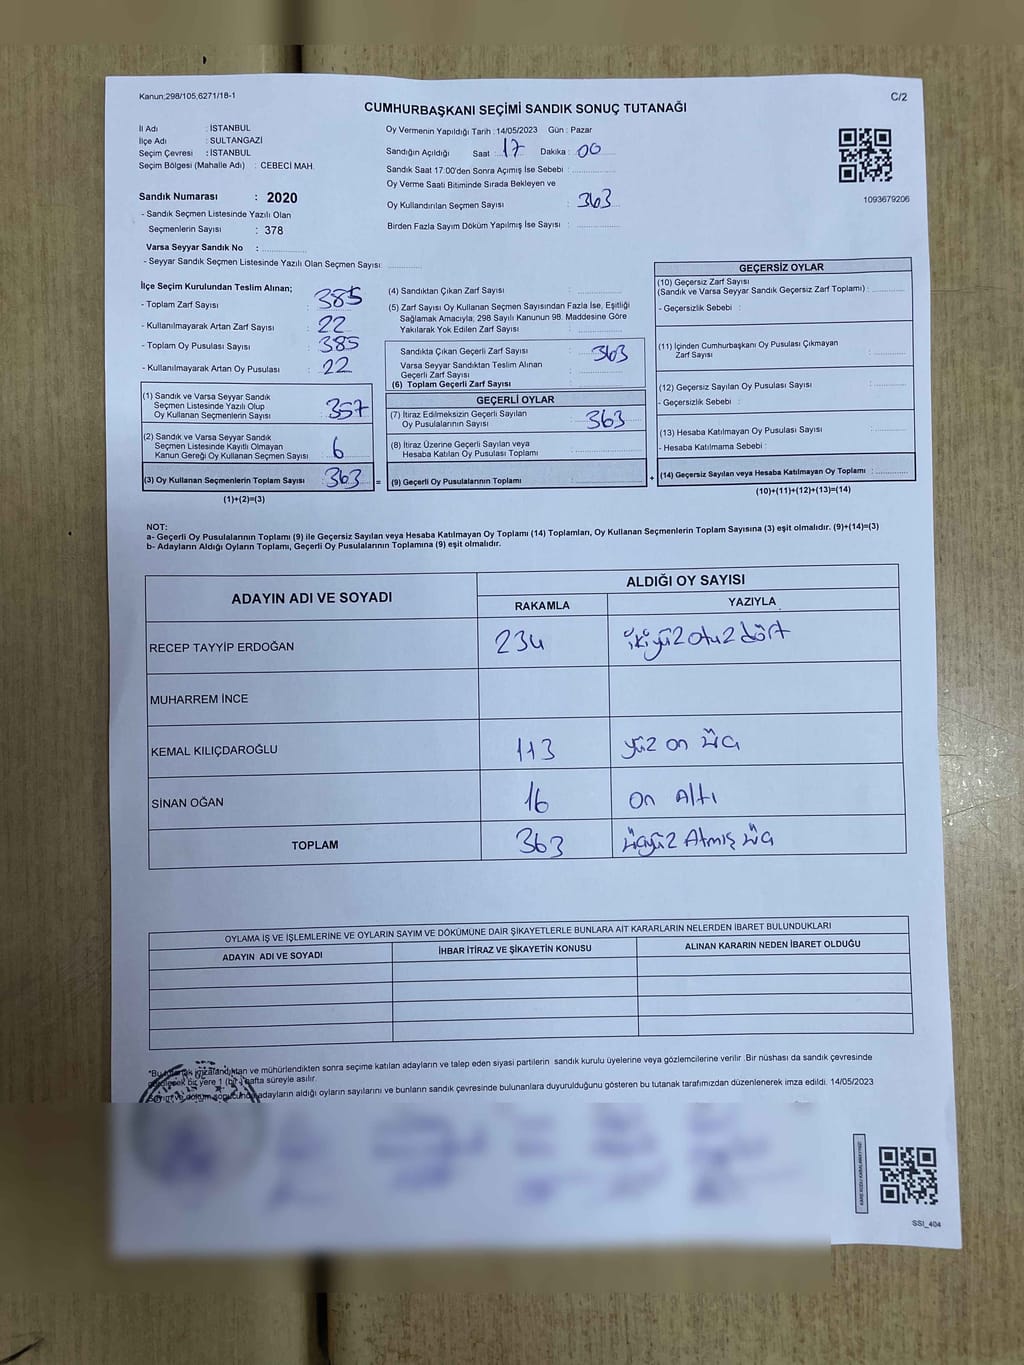 Kanun;298/105,6271/18-1
C/2
CUMHURBAŞKANI SEÇİMİ SANDIK SONUÇ TUTANAĞI
İl Adı : İSTANBUL
İlçe Adı : SULTANGAZİ
Seçim Çevresi : İSTANBUL
Seçim Bölgesi (Mahalle Adı) : CEBECİ MAH.
Sandık Numarası : 2020
- Sandık Seçmen Listesinde Yazılı Olan
Seçmenlerin Sayısı : 378
Varsa Seyyar Sandık No :
- Seyyar Sandık Seçmen Listesinde Yazılı Olan Seçmen Sayısı:
Oy Vermenin Yapıldığı Tarih : 14/05/2023 Gün : Pazar
Sandığın Açıldığı Saat : 17 Dakika : 00
Sandık Saat 17:00'den Sonra Açımış İse Sebebi :
Oy Verme Saati Bitiminde Sırada Bekleyen ve
Oy Kullandırılan Seçmen Sayısı : 363
Birden Fazla Sayım Döküm Yapılmış İse Sayısı :
1093679206
İlçe Seçim Kurulundan Teslim Alınan;
- Toplam Zarf Sayısı : 385
- Kullanılmayarak Artan Zarf Sayısı : 22
- Toplam Oy Pusulası Sayısı : 385
- Kullanılmayarak Artan Oy Pusulası : 22
(1) Sandık ve Varsa Seyyar Sandık
Seçmen Listesinde Yazılı Olup
Oy Kullanan Seçmenlerin Sayısı : 357
(2) Sandık ve Varsa Seyyar Sandık
Seçmen Listesinde Kayıtlı Olmayan
Kanun Gereği Oy Kullanan Seçmen Sayısı : 6
(3) Oy Kullanan Seçmenlerin Toplam Sayısı : 363
(1)+(2)=(3)
(4) Sandıktan Çıkan Zarf Sayısı :
(5) Zarf Sayısı Oy Kullanan Seçmen Sayısından Fazla İse, Eşitliği
Sağlamak Amacıyla; 298 Sayılı Kanunun 98. Maddesine Göre
Yakılarak Yok Edilen Zarf Sayısı :
Sandıkta Çıkan Geçerli Zarf Sayısı : 363
Varsa Seyyar Sandıktan Teslim Alınan
Geçerli Zarf Sayısı :
(6) Toplam Geçerli Zarf Sayısı :
GEÇERLİ OYLAR
(7) İtiraz Edilmeksizin Geçerli Sayılan
Oy Pusulalarının Sayısı : 363
(8) İtiraz Üzerine Geçerli Sayılan veya
Hesaba Katılan Oy Pusulası Toplamı :
= (9) Geçerli Oy Pusulalarının Toplamı :
GEÇERSİZ OYLAR
(10) Geçersiz Zarf Sayısı
(Sandık ve Varsa Seyyar Sandık Geçersiz Zarf Toplamı) :
- Geçersizlik Sebebi :
(11) İçinden Cumhurbaşkanı Oy Pusulası Çıkmayan
Zarf Sayısı :
(12) Geçersiz Sayılan Oy Pusulası Sayısı :
- Geçersizlik Sebebi :
(13) Hesaba Katılmayan Oy Pusulası Sayısı :
- Hesaba Katılmama Sebebi :
+ (14) Geçersiz Sayılan veya Hesaba Katılmayan Oy Toplamı :
(10)+(11)+(12)+(13)=(14)
NOT:
a- Geçerli Oy Pusulalarının Toplamı (9) ile Geçersiz Sayılan veya Hesaba Katılmayan Oy Toplamı (14) Toplamları, Oy Kullanan Seçmenlerin Toplam Sayısına (3) eşit olmalıdır. (9)+(14)=(3)
b- Adayların Aldığı Oyların Toplamı, Geçerli Oy Pusulalarının Toplamına (9) eşit olmalıdır.
ADAYIN ADI VE SOYADI
ALDIĞI OY SAYISI
RAKAMLA YAZIYLA
RECEP TAYYİP ERDOĞAN 234 ikiyüz otuz dört
MUHARREM İNCE
KEMAL KILIÇDAROĞLU 113 yüz on üç
SİNAN OĞAN 16 on Altı
TOPLAM 363 üçyüz Atmış üç
OYLAMA İŞ VE İŞLEMLERİNE VE OYLARIN SAYIM VE DÖKÜMÜNE DAİR ŞİKAYETLERLE BUNLARA AİT KARARLARIN NELERDEN İBARET BULUNDUKLARI
ADAYIN ADI VE SOYADI İHBAR İTİRAZ VE ŞİKAYETİN KONUSU ALINAN KARARIN NEDEN İBARET OLDUĞU
*Bu tutanak imzalandıktan ve mühürlendikten sonra seçime katılan adayların ve talep eden siyasi partilerin sandık kurulu üyelerine veya gözlemcilerine verilir .Bir nüshası da sandık çevresinde
bir yere 1 (bir) hafta süreyle asılır.
Sayım ve döküm sonucunda adayların aldığı oyların sayılarını ve bunların sandık çevresinde bulunanlara duyurulduğunu gösteren bu tutanak tarafımızdan düzenlenerek imza edildi. 14/05/2023
SSI_404